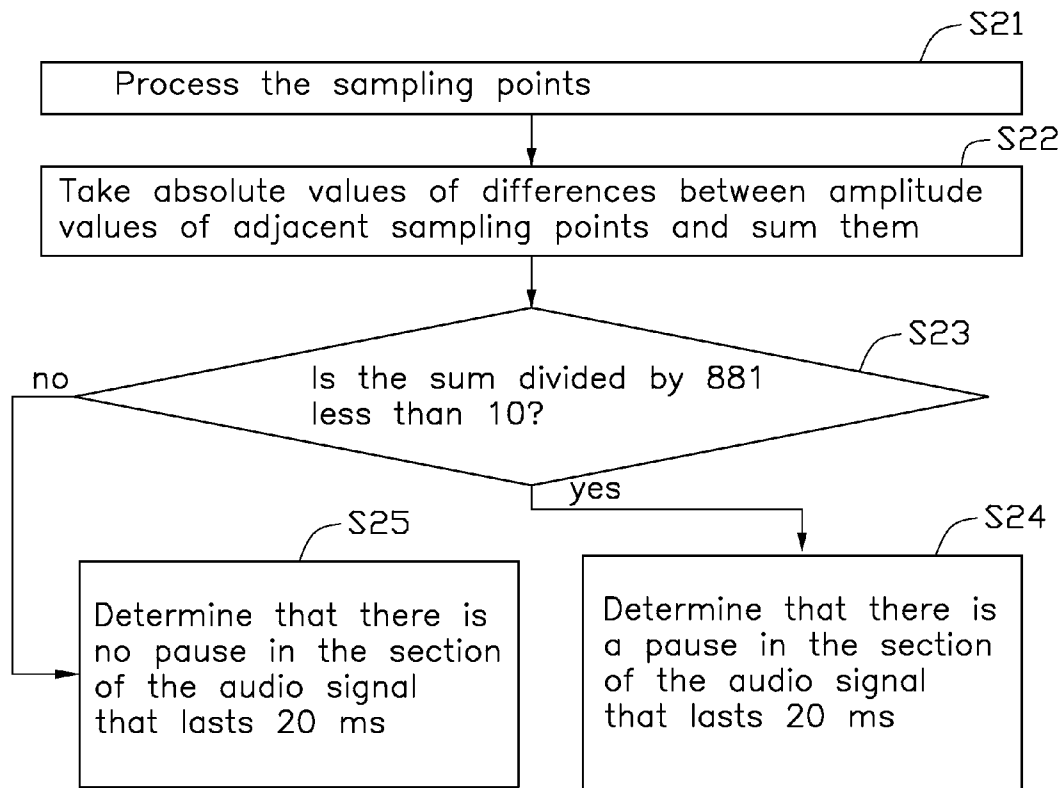 S21
Process the sampling points
S22
Take absolute values of differences between amplitude
values of adjacent sampling points and sum them
S23
no
Is the sum divided by 881
less than 10?
yes
S25
S24
Determine that there is
no pause in the section
of the audio signal
that lasts 20 ms
Determine that there is
a pause in the section
of the audio signal
that lasts 20 ms